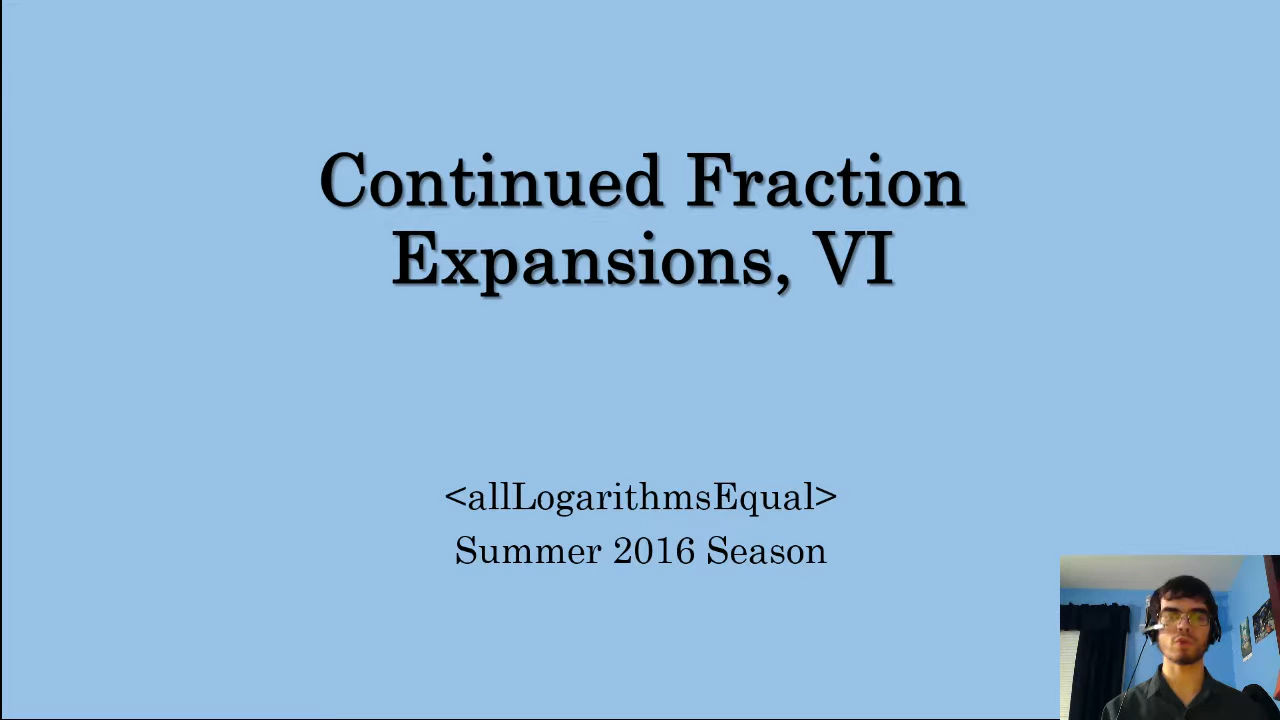 Continued Fraction
Expansions, VI
<allLogarithmsEqual>
Summer 2016 Season